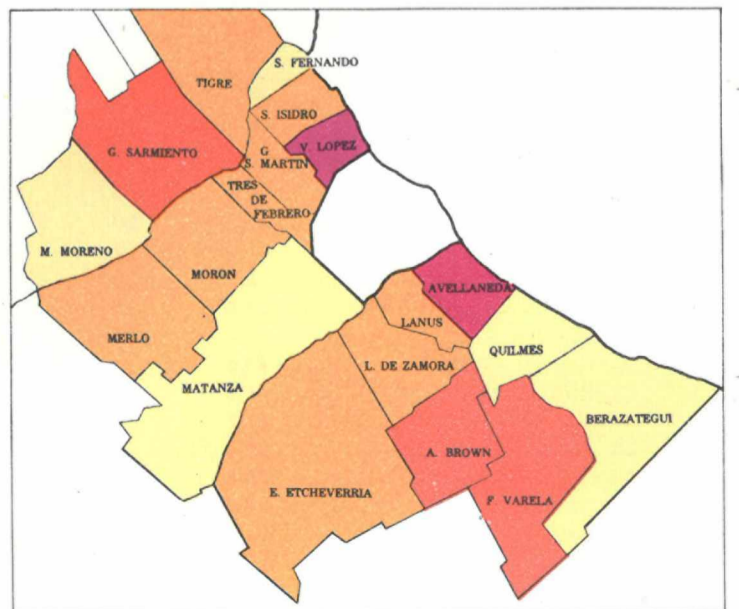 S. FERNANDO
TIGRE
S. ISIDRO
V. LOPEZ
G. SARMIENTO
G
S. MARTIN
TRES
DE
FEBRERO
M. MORENO
MORON
MERLO
MATANZA
AVELLANEDA
LANUS
QUILMES
L. DE ZAMORA
BERAZATEGUI
A. BROWN
E. ETCHEVERRIA
F. VARELA